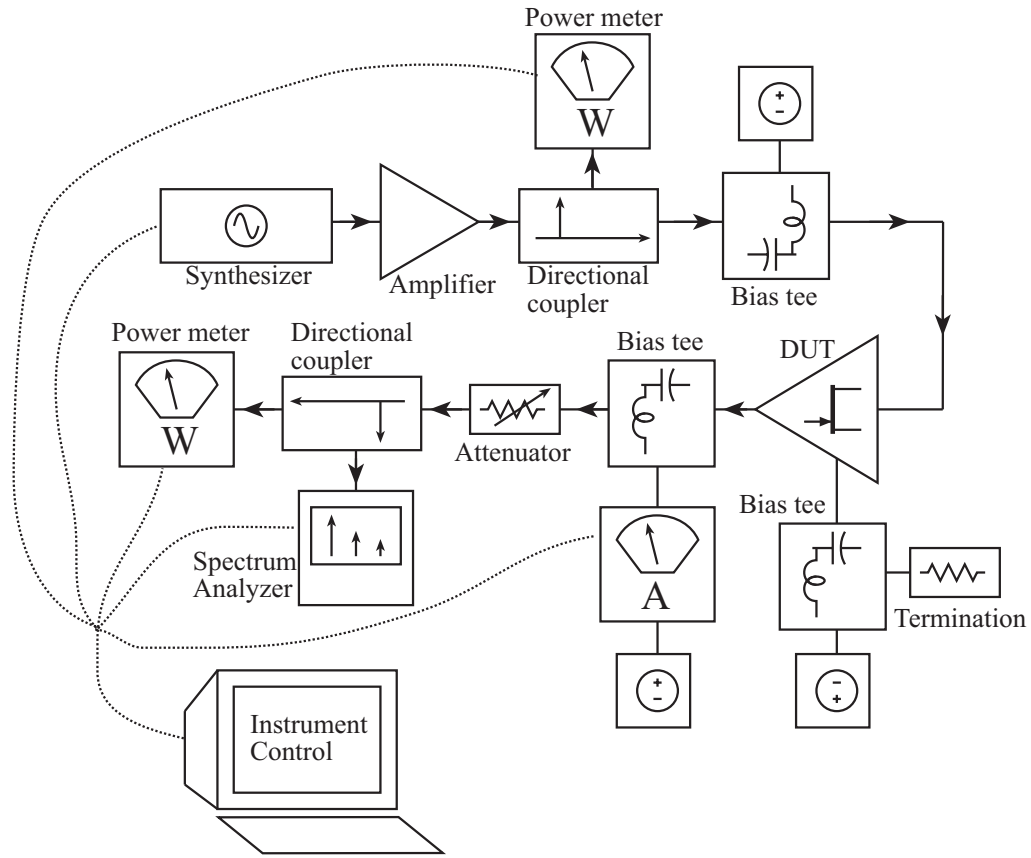 Power meter
W
Synthesizer
Amplifier
Directional
coupler
Bias tee
Power meter
W
Directional
coupler
Attenuator
Bias tee
DUT
Spectrum
Analyzer
A
Bias tee
Termination
Instrument
Control